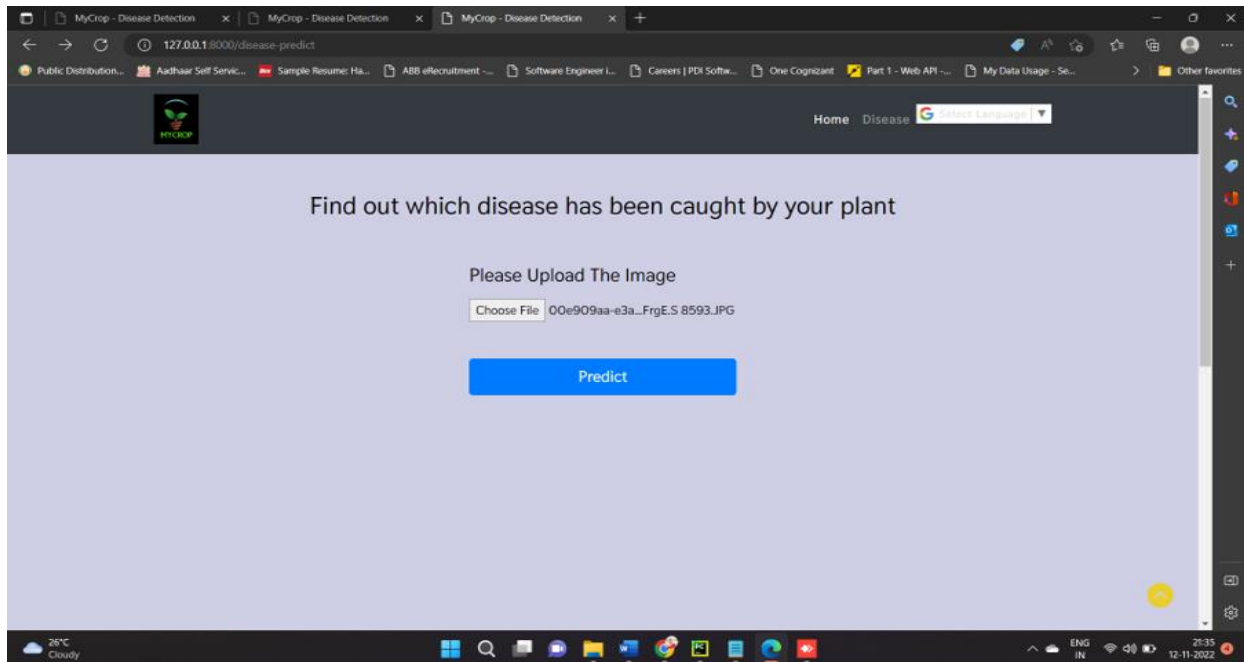 MyCrop - Disease Detection
MyCrop - Disease Detection
MyCrop - Disease Detection
127.0.0.1:8000/disease-predict
Public Distribution...
Aadhaar Self Servic...
Sample Resume: Ha...
ABB eRecruitment -...
Software Engineer i...
Careers | PDI Softw...
One Cognizant
Part 1 - Web API -...
My Data Usage - Se...
Other favorites
MYCROP
Home
Disease
Select Language
Find out which disease has been caught by your plant
Please Upload The Image
Choose File 00e909aa-e3a...FrgE.S 8593.JPG
Predict
26°C
Cloudy
ENG
IN
21:35
12-11-2022
4